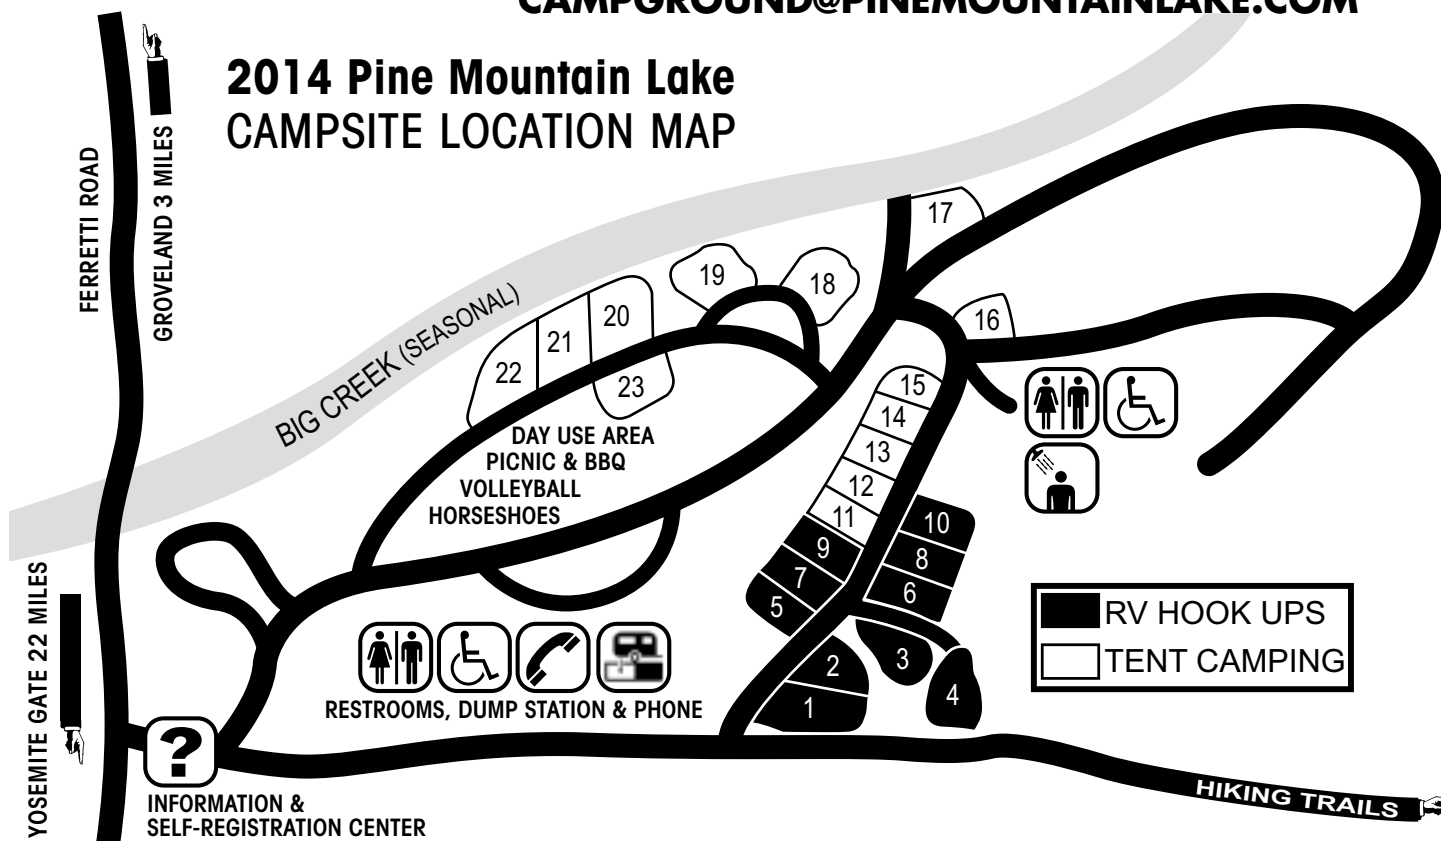 CAMPGROUND@PINEMOUNTAINLAKE.COM
2014 Pine Mountain Lake
CAMPSITE LOCATION MAP
FERRETTI ROAD
GROVELAND 3 MILES
BIG CREEK (SEASONAL)
17
19
18
20
21
22
23
16
15
14
13
12
11
10
9
8
7
6
5
DAY USE AREA
PICNIC & BBQ
VOLLEYBALL
HORSESHOES
YOSEMITE GATE 22 MILES
RV HOOK UPS
TENT CAMPING
2
3
4
1
RESTROOMS, DUMP STATION & PHONE
?
INFORMATION &
SELF-REGISTRATION CENTER
HIKING TRAILS